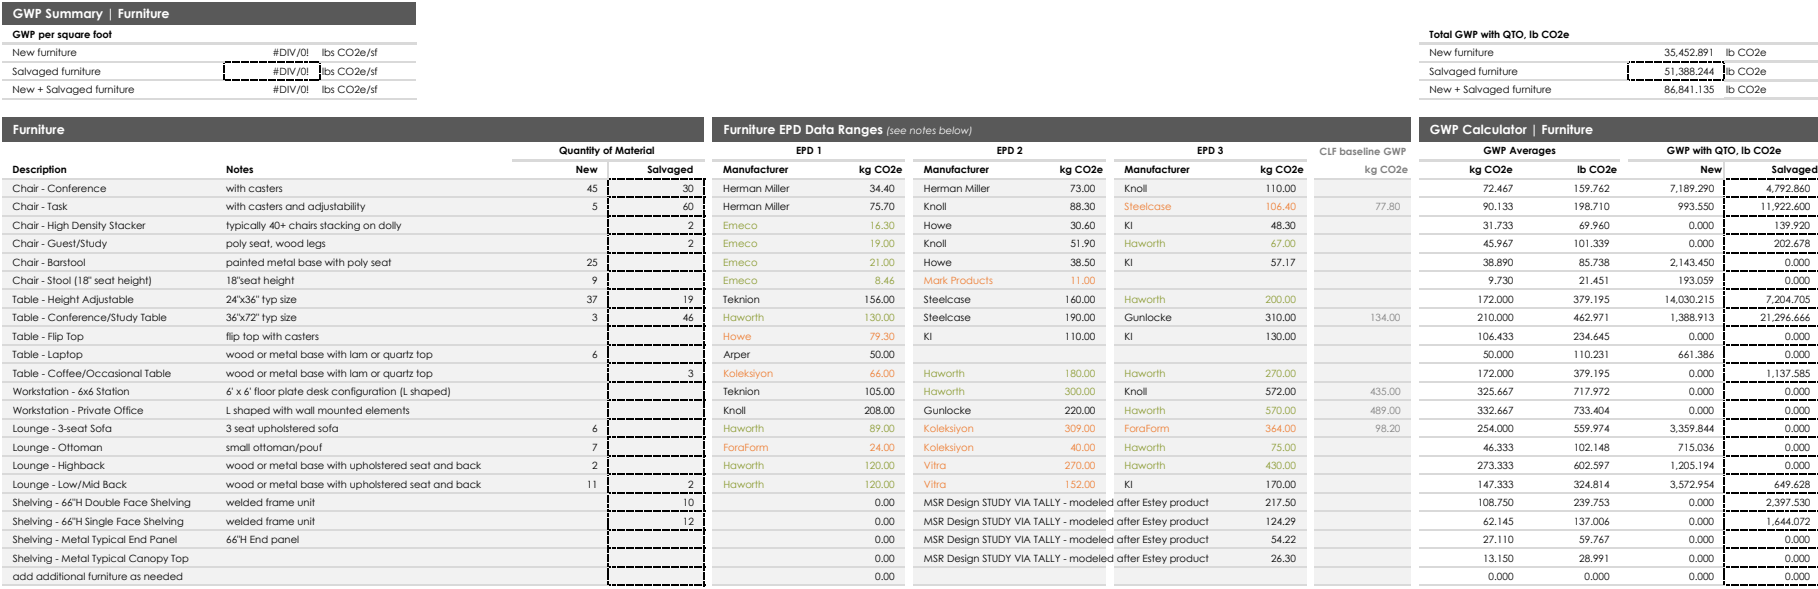 GWP Summary | Furniture
GWP per square foot Total GWP with QTO, lb CO2e
New furniture #DIV/0! lbs CO2e/sf New furniture 35,452.891 lb CO2e
Salvaged furniture #DIV/0! lbs CO2e/sf Salvaged furniture 51,388.244 lb CO2e
New + Salvaged furniture #DIV/0! lbs CO2e/sf New + Salvaged furniture 86,841.135 lb CO2e
Furniture Furniture EPD Data Ranges (see notes below) GWP Calculator | Furniture
Quantity of Material EPD 1 EPD 2 EPD 3 CLF baseline GWP GWP Averages GWP with QTO, lb CO2e
Description Notes New Salvaged Manufacturer kg CO2e Manufacturer kg CO2e Manufacturer kg CO2e kg CO2e kg CO2e lb CO2e New Salvaged
Chair - Conference with casters 45 30 Herman Miller 34.40 Herman Miller 73.00 Knoll 110.00 72.467 159.762 7,189.290 4,792.860
Chair - Task with casters and adjustability 5 60 Herman Miller 75.70 Knoll 88.30 Steelcase 106.40 77.80 90.133 198.710 993.550 11,922.600
Chair - High Density Stacker typically 40+ chairs stacking on dolly 2 Emeco 16.30 Howe 30.60 KI 48.30 31.733 69.960 0.000 139.920
Chair - Guest/Study poly seat, wood legs 2 Emeco 19.00 Knoll 51.90 Haworth 67.00 45.967 101.339 0.000 202.678
Chair - Barstool painted metal base with poly seat 25 Emeco 21.00 Howe 38.50 KI 57.17 38.890 85.738 2,143.450 0.000
Chair - Stool (18" seat height) 18"seat height 9 Emeco 8.46 Mark Products 11.00 9.730 21.451 193.059 0.000
Table - Height Adjustable 24"x36" typ size 37 19 Teknion 156.00 Steelcase 160.00 Haworth 200.00 172.000 379.195 14,030.215 7,204.705
Table - Conference/Study Table 36"x72" typ size 3 46 Haworth 130.00 Steelcase 190.00 Gunlocke 310.00 134.00 210.000 462.971 1,388.913 21,296.666
Table - Flip Top flip top with casters Howe 79.30 KI 110.00 KI 130.00 106.433 234.645 0.000 0.000
Table - Laptop wood or metal base with lam or quartz top 6 Arper 50.00 50.000 110.231 661.386 0.000
Table - Coffee/Occasional Table wood or metal base with lam or quartz top 3 Koleksiyon 66.00 Haworth 180.00 Haworth 270.00 172.000 379.195 0.000 1,137.585
Workstation - 6x6 Station 6' x 6' floor plate desk configuration (L shaped) Teknion 105.00 Haworth 300.00 Knoll 572.00 435.00 325.667 717.972 0.000 0.000
Workstation - Private Office L shaped with wall mounted elements Knoll 208.00 Gunlocke 220.00 Haworth 570.00 489.00 332.667 733.404 0.000 0.000
Lounge - 3-seat Sofa 3 seat upholstered sofa 6 Haworth 89.00 Koleksiyon 309.00 ForaForm 364.00 98.20 254.000 559.974 3,359.844 0.000
Lounge - Ottoman small ottoman/pouf 7 ForaForm 24.00 Koleksiyon 40.00 Haworth 75.00 46.333 102.148 715.036 0.000
Lounge - Highback wood or metal base with upholstered seat and back 2 Haworth 120.00 Vitra 270.00 Haworth 430.00 273.333 602.597 1,205.194 0.000
Lounge - Low/Mid Back wood or metal base with upholstered seat and back 11 2 Haworth 120.00 Vitra 152.00 KI 170.00 147.333 324.814 3,572.954 649.628
Shelving - 66"H Double Face Shelving welded frame unit 10 0.00 MSR Design STUDY VIA TALLY - modeled after Estey product 217.50 108.750 239.753 0.000 2,397.530
Shelving - 66"H Single Face Shelving welded frame unit 12 0.00 MSR Design STUDY VIA TALLY - modeled after Estey product 124.29 62.145 137.006 0.000 1,644.072
Shelving - Metal Typical End Panel 66"H End panel 0.00 MSR Design STUDY VIA TALLY - modeled after Estey product 54.22 27.110 59.767 0.000 0.000
Shelving - Metal Typical Canopy Top 0.00 MSR Design STUDY VIA TALLY - modeled after Estey product 26.30 13.150 28.991 0.000 0.000
add additional furniture as needed 0.00 0.000 0.000 0.000 0.000